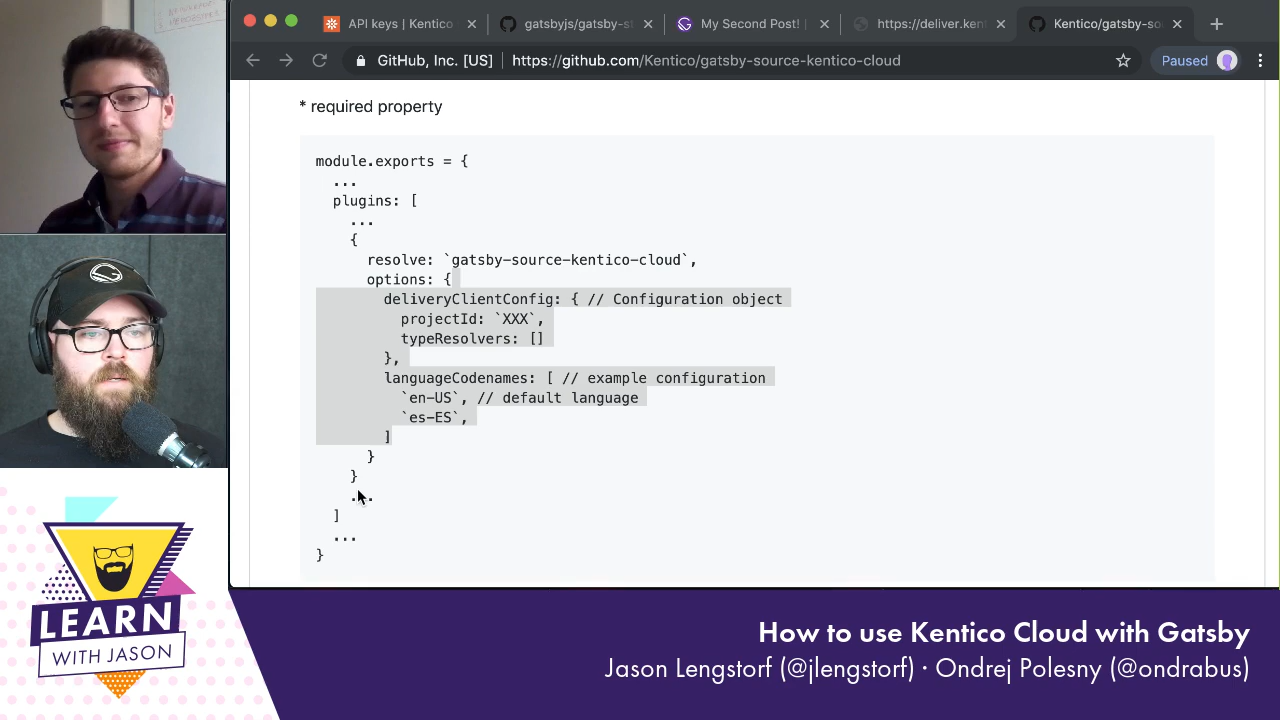 API keys | Kentico
gatsbyjs/gatsby-st
My Second Post! |
https://deliver.ken
Kentico/gatsby-so
GitHub, Inc. [US] | https://github.com/Kentico/gatsby-source-kentico-cloud
Paused
* required property
module.exports = {
...
plugins: [
...
{
resolve: `gatsby-source-kentico-cloud`,
options: {
deliveryClientConfig: { // Configuration object
projectId: `XXX`,
typeResolvers: []
},
languageCodenames: [ // example configuration
`en-US`, // default language
`es-ES`,
]
}
}
...
]
...
}
LEARN
WITH JASON
How to use Kentico Cloud with Gatsby
Jason Lengstorf (@jlengstorf) · Ondrej Polesny (@ondrabus)